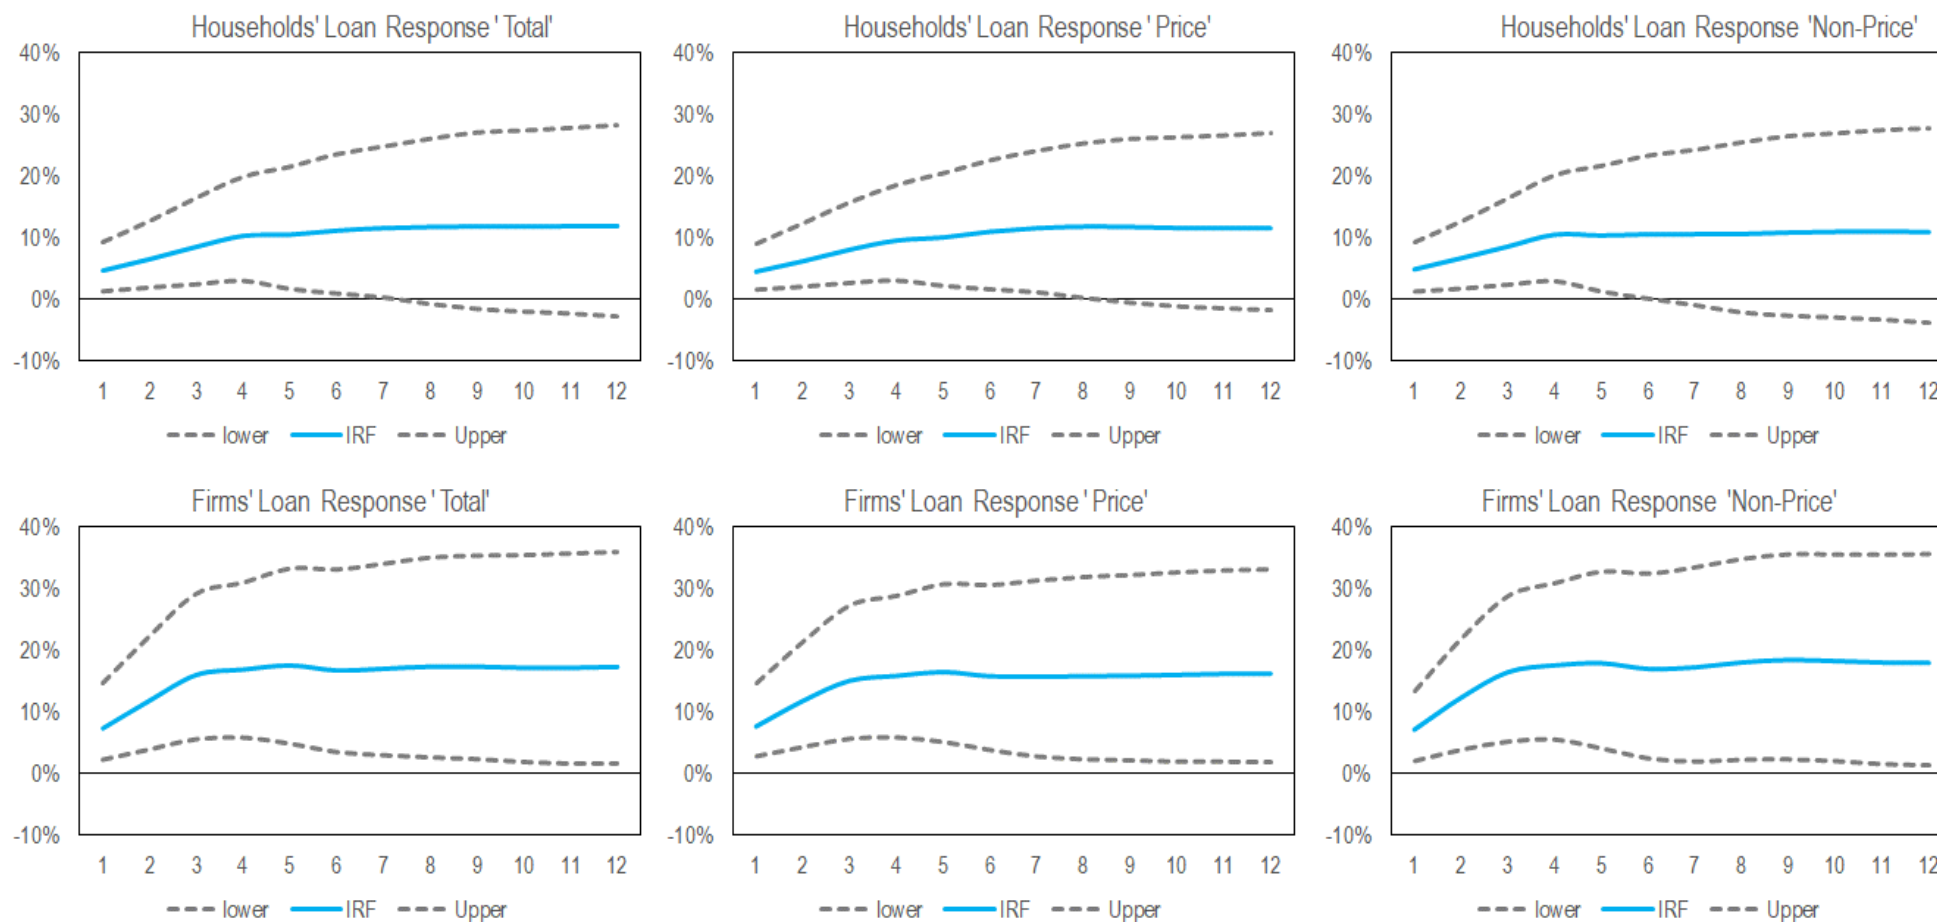 Households' Loan Response ' Total'
40%
30%
20%
10%
0%
-10%
1 2 3 4 5 6 7 8 9 10 11 12
lower IRF Upper
Households' Loan Response ' Price'
40%
30%
20%
10%
0%
-10%
1 2 3 4 5 6 7 8 9 10 11 12
lower IRF Upper
Households' Loan Response 'Non-Price'
40%
30%
20%
10%
0%
-10%
1 2 3 4 5 6 7 8 9 10 11 12
lower IRF Upper
Firms' Loan Response ' Total'
40%
30%
20%
10%
0%
-10%
1 2 3 4 5 6 7 8 9 10 11 12
lower IRF Upper
Firms' Loan Response ' Price'
40%
30%
20%
10%
0%
-10%
1 2 3 4 5 6 7 8 9 10 11 12
lower IRF Upper
Firms' Loan Response 'Non-Price'
40%
30%
20%
10%
0%
-10%
1 2 3 4 5 6 7 8 9 10 11 12
lower IRF Upper